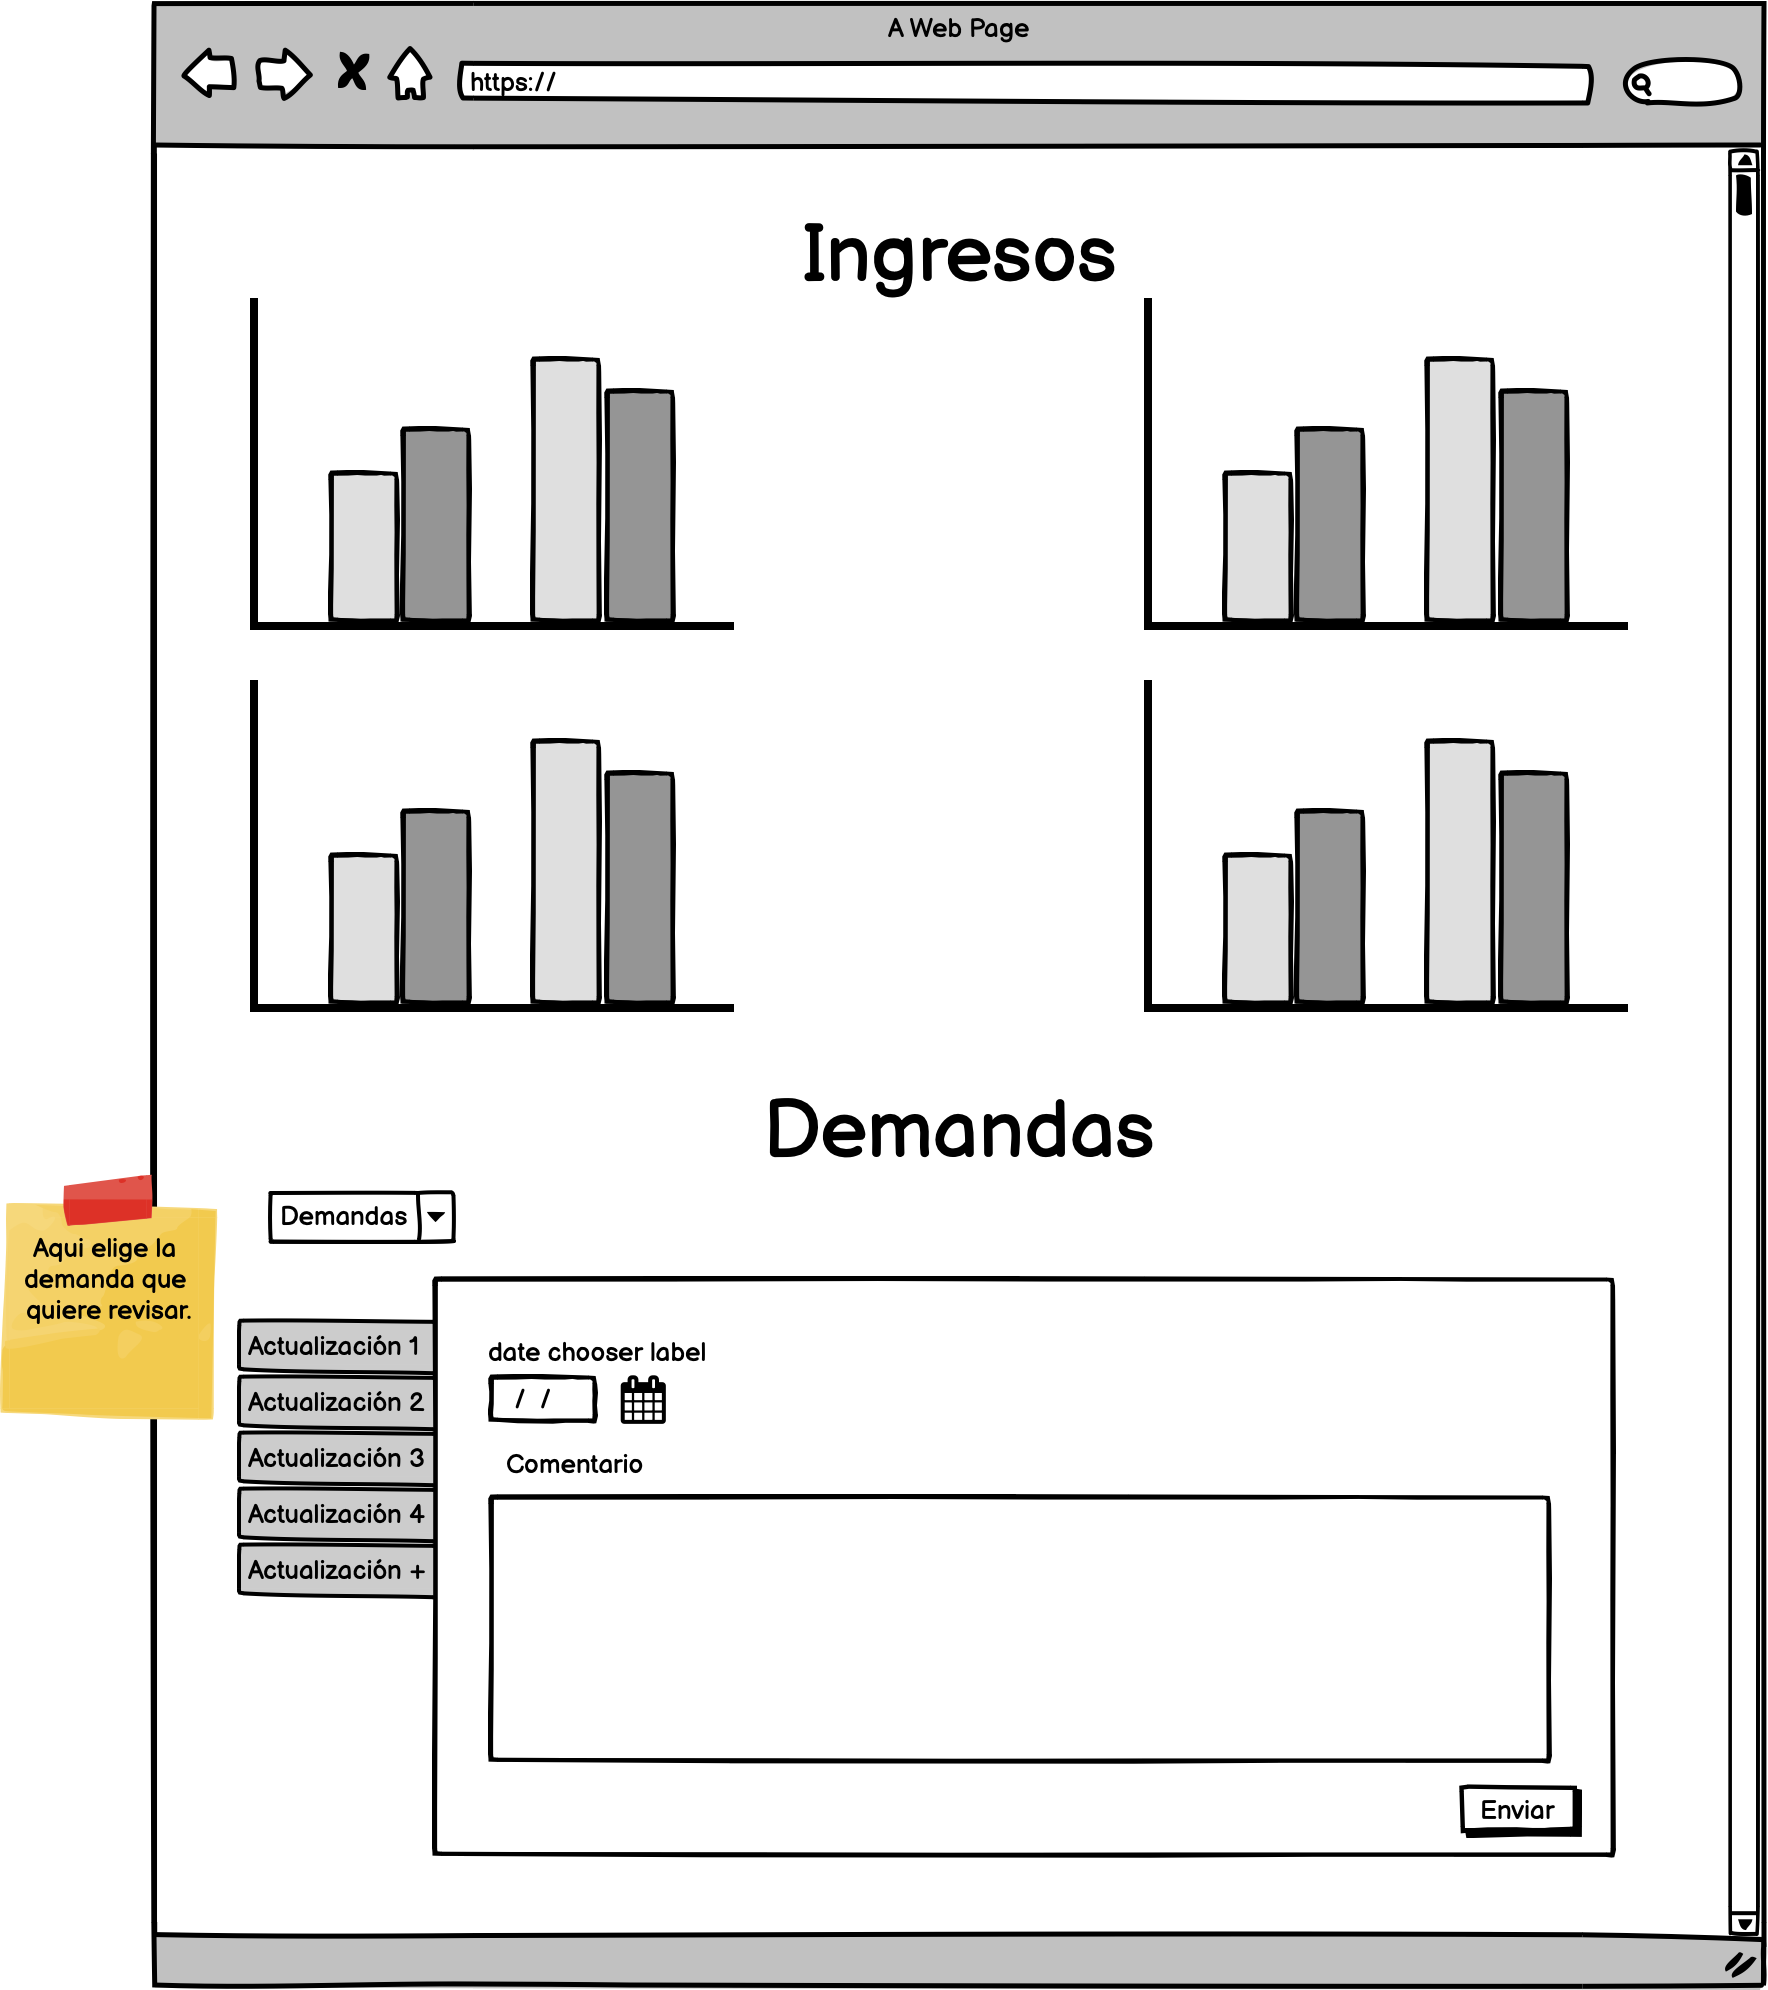 A Web Page
https://
Ingresos
Demandas
Demandas
Aqui elige la
demanda que
quiere revisar.
Actualización 1
Actualización 2
Actualización 3
Actualización 4
Actualización +
date chooser label
/ /
Comentario
Enviar